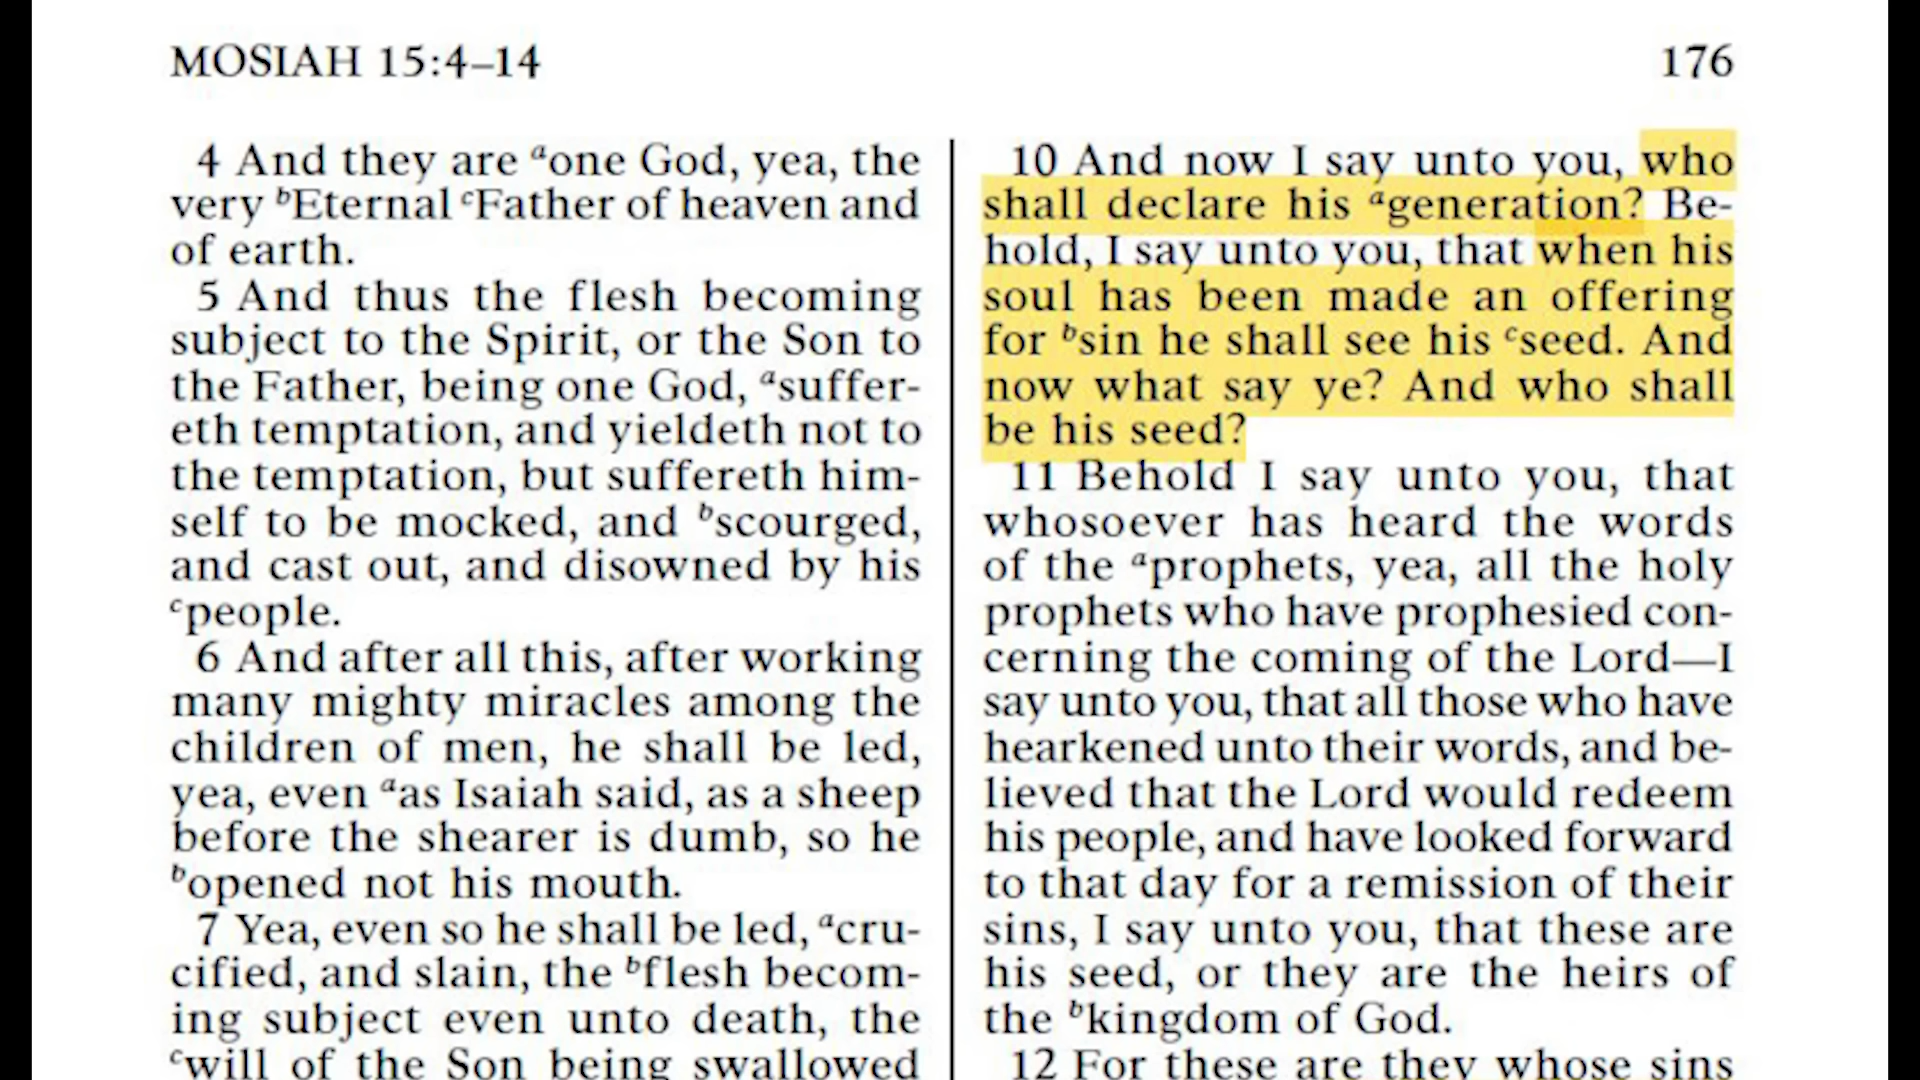 MOSIAH 15:4–14
176
4 And they are ᵃone God, yea, the
very ᵇEternal ᶜFather of heaven and
of earth.
5 And thus the flesh becoming
subject to the Spirit, or the Son to
the Father, being one God, ᵃsuffer-
eth temptation, and yieldeth not to
the temptation, but suffereth him-
self to be mocked, and ᵇscourged,
and cast out, and disowned by his
ᶜpeople.
6 And after all this, after working
many mighty miracles among the
children of men, he shall be led,
yea, even ᵃas Isaiah said, as a sheep
before the shearer is dumb, so he
ᵇopened not his mouth.
7 Yea, even so he shall be led, ᵃcru-
cified, and slain, the ᵇflesh becom-
ing subject even unto death, the
ᶜwill of the Son being swallowed
10 And now I say unto you, who
shall declare his ᵃgeneration? Be-
hold, I say unto you, that when his
soul has been made an offering
for ᵇsin he shall see his ᶜseed. And
now what say ye? And who shall
be his seed?
11 Behold I say unto you, that
whosoever has heard the words
of the ᵃprophets, yea, all the holy
prophets who have prophesied con-
cerning the coming of the Lord—I
say unto you, that all those who have
hearkened unto their words, and be-
lieved that the Lord would redeem
his people, and have looked forward
to that day for a remission of their
sins, I say unto you, that these are
his seed, or they are the heirs of
the ᵇkingdom of God.
12 For these are they whose sins